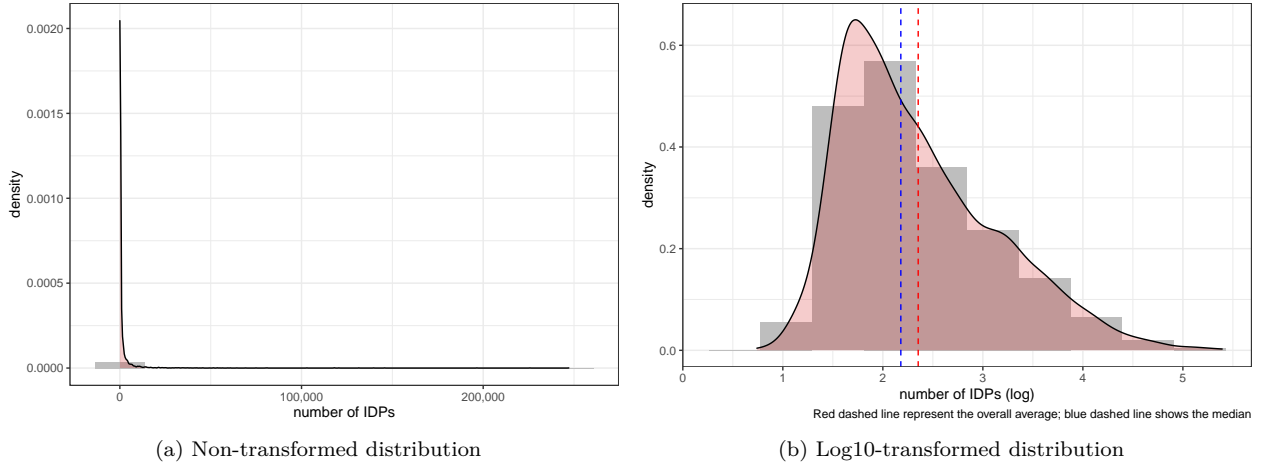 0.0020
0.0015
0.0010
0.0005
0.0000
density
0
100,000
200,000
number of IDPs
(a) Non-transformed distribution
0.6
0.4
0.2
0.0
density
0
1
2
3
4
5
number of IDPs (log)
Red dashed line represent the overall average; blue dashed line shows the median
(b) Log10-transformed distribution